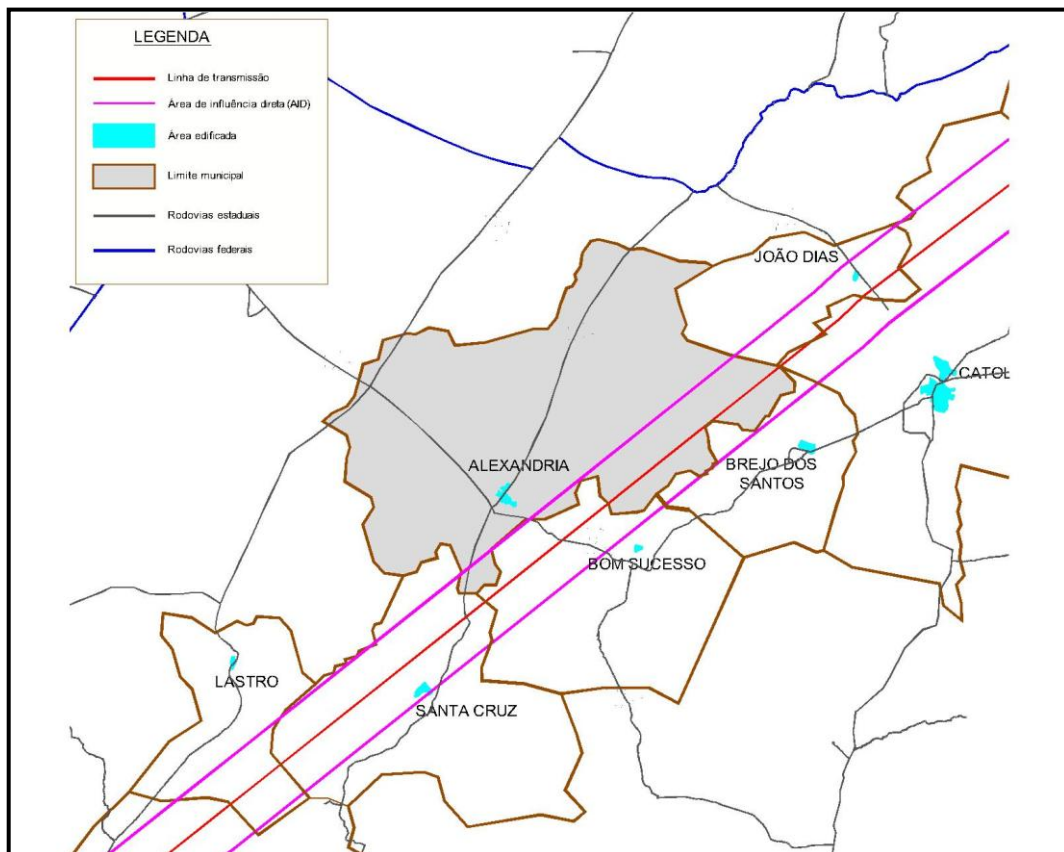 LEGENDA
Linha de transmissão
Área de influência direta (AID)
Área edificada
Limite municipal
Rodovias estaduais
Rodovias federais
JOÃO DIAS
CATOL
ALEXANDRIA
BREJO DOS
SANTOS
BOM SUCESSO
LASTRO
SANTA CRUZ